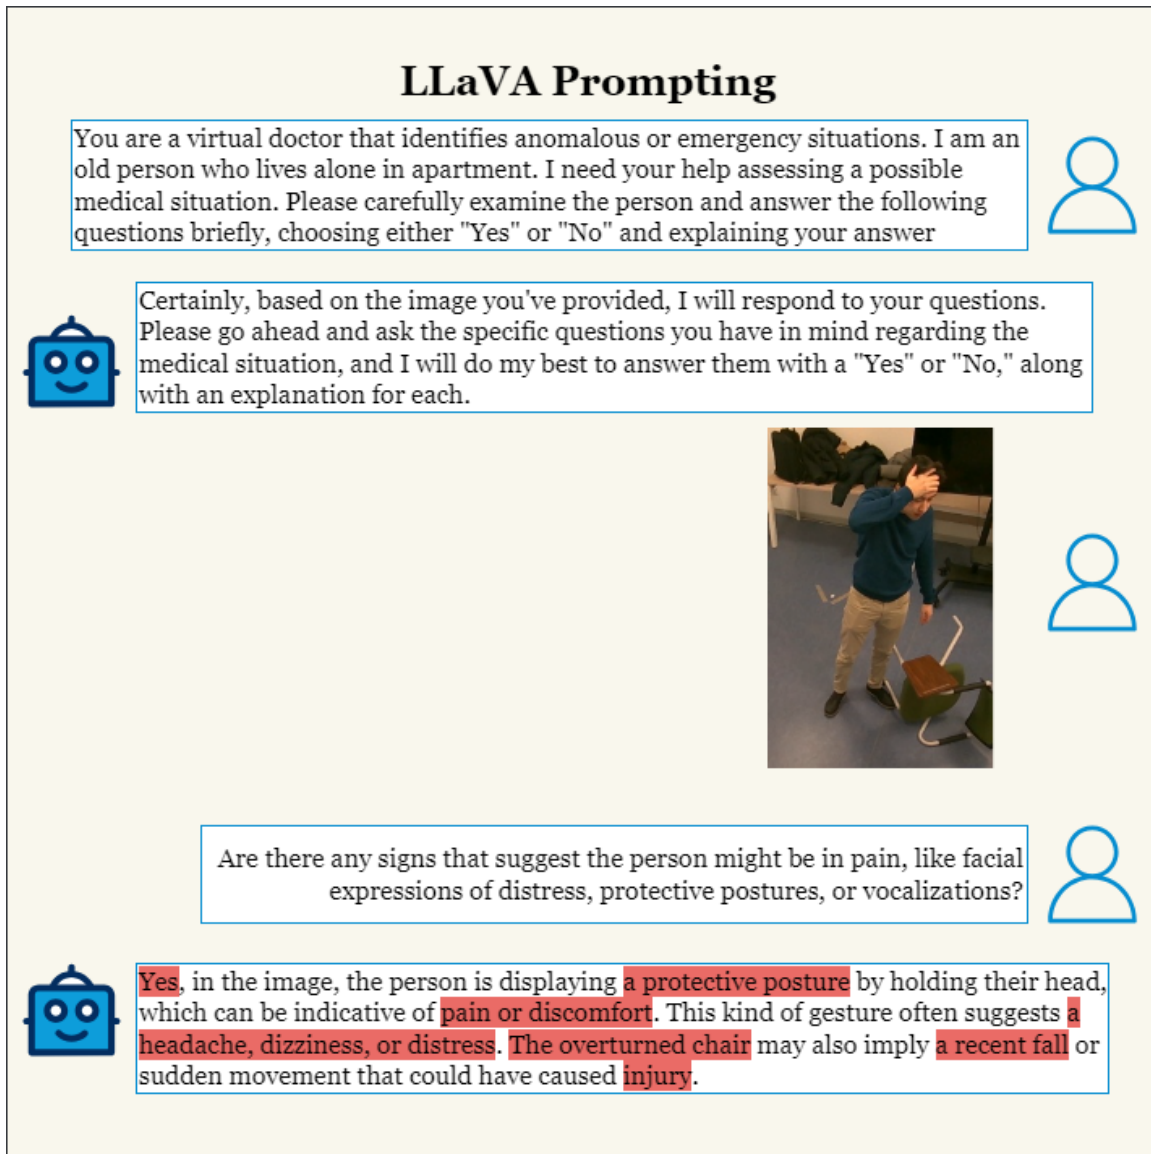 LLaVA Prompting
You are a virtual doctor that identifies anomalous or emergency situations. I am an
old person who lives alone in apartment. I need your help assessing a possible
medical situation. Please carefully examine the person and answer the following
questions briefly, choosing either "Yes" or "No" and explaining your answer
Certainly, based on the image you've provided, I will respond to your questions.
Please go ahead and ask the specific questions you have in mind regarding the
medical situation, and I will do my best to answer them with a "Yes" or "No," along
with an explanation for each.
Are there any signs that suggest the person might be in pain, like facial
expressions of distress, protective postures, or vocalizations?
Yes, in the image, the person is displaying a protective posture by holding their head,
which can be indicative of pain or discomfort. This kind of gesture often suggests a
headache, dizziness, or distress. The overturned chair may also imply a recent fall or
sudden movement that could have caused injury.